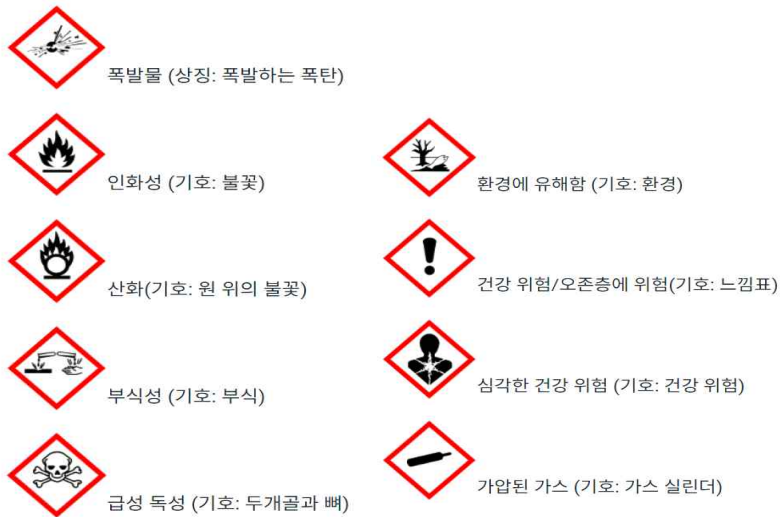 폭발물 (상징: 폭발하는 폭탄)
인화성 (기호: 불꽃)
산화(기호: 원 위의 불꽃)
부식성 (기호: 부식)
급성 독성 (기호: 두개골과 뼈)
환경에 유해함 (기호: 환경)
건강 위험/오존층에 위험(기호: 느낌표)
심각한 건강 위험 (기호: 건강 위험)
가압된 가스 (기호: 가스 실린더)